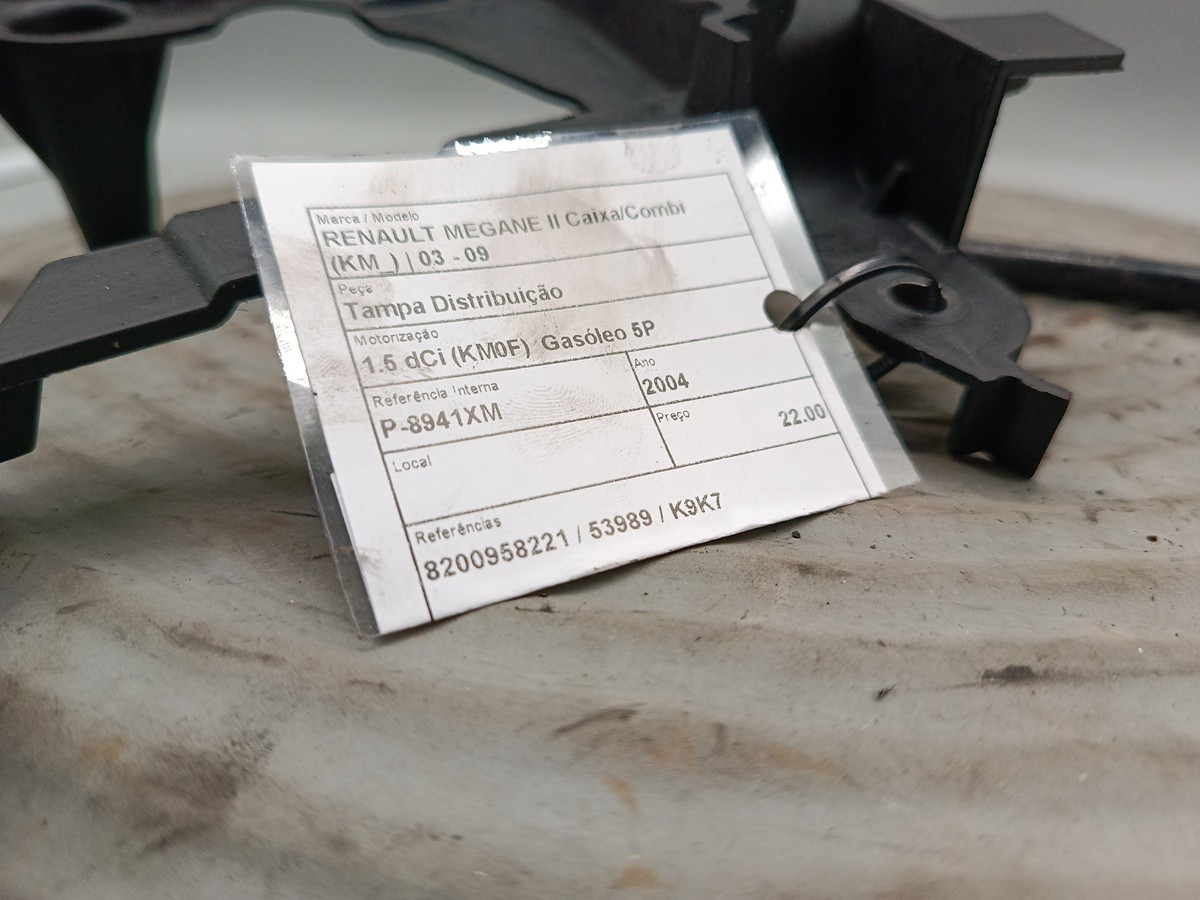 Marca / Modelo
RENAULT MEGANE II Caixa/Combi
(KM_) | 03 - 09
Peça
Tampa Distribuição
Motorização
1.5 dCi (KM0F) Gasóleo 5P
Referência Interna
P-8941XM
Ano
2004
Local
Preço
22.00
Referências
8200958221 / 53989 / K9K7